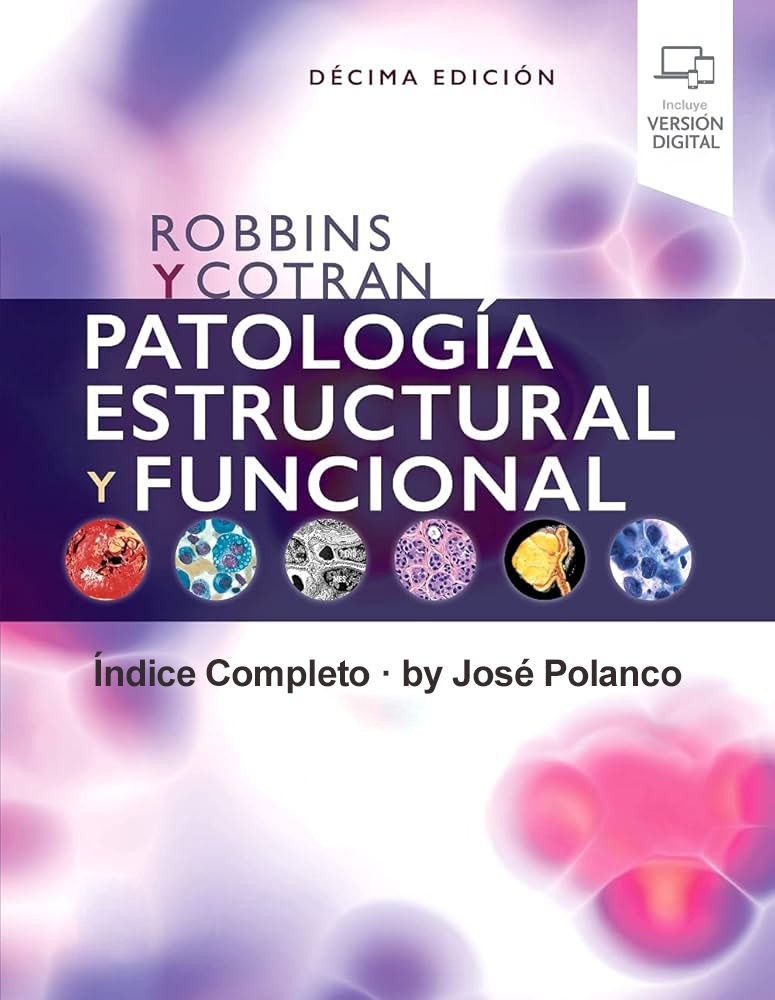 DÉCIMA EDICIÓN
Incluye
VERSIÓN
DIGITAL
ROBBINS
Y COTRAN
PATOLOGÍA
ESTRUCTURAL
Y FUNCIONAL
Índice Completo · by José Polanco